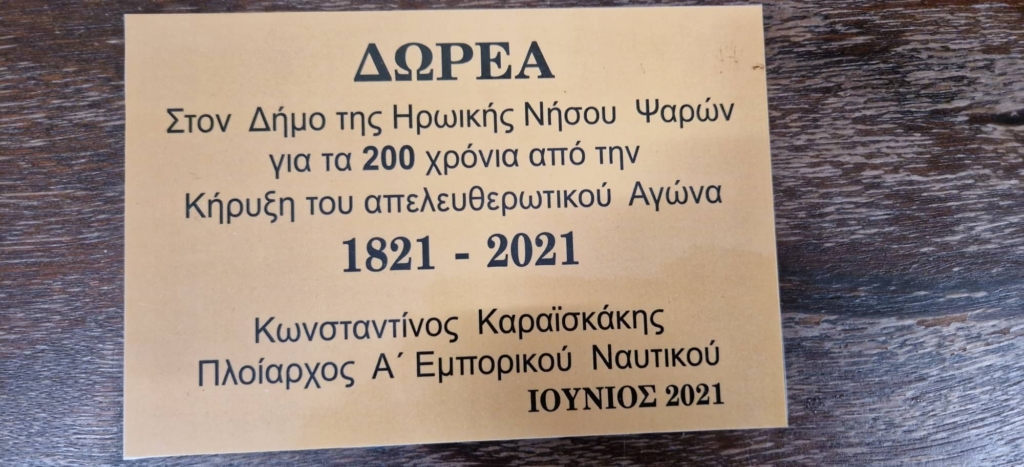 ΔΩΡΕΑ
Στον Δήμο της Ηρωικής Νήσου Ψαρών
για τα 200 χρόνια από την
Κήρυξη του απελευθερωτικού Αγώνα
1821 - 2021
Κωνσταντίνος Καραϊσκάκης
Πλοίαρχος Α΄ Εμπορικού Ναυτικού
ΙΟΥΝΙΟΣ 2021